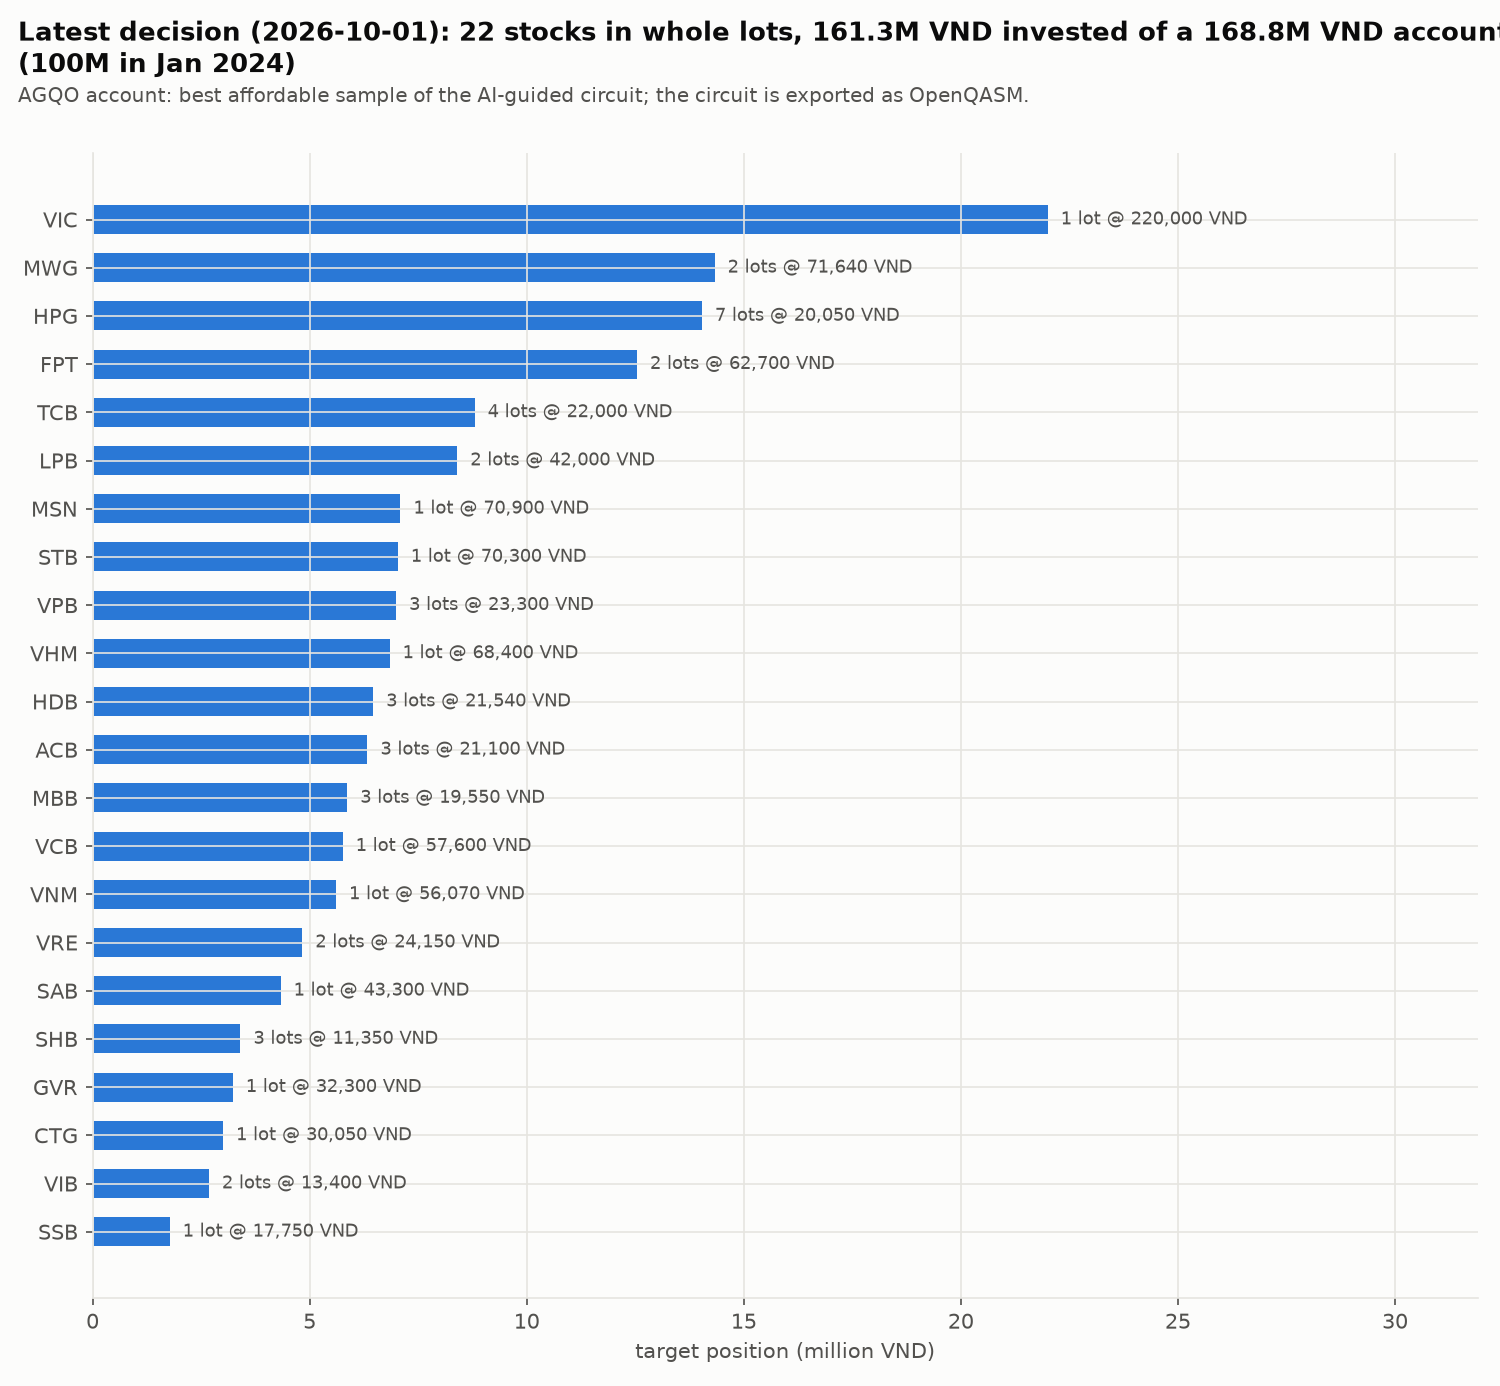 Latest decision (2026-10-01): 22 stocks in whole lots, 161.3M VND invested of a 168.8M VND account
(100M in Jan 2024)
AGQO account: best affordable sample of the AI-guided circuit; the circuit is exported as OpenQASM.
VIC 1 lot @ 220,000 VND
MWG 2 lots @ 71,640 VND
HPG 7 lots @ 20,050 VND
FPT 2 lots @ 62,700 VND
TCB 4 lots @ 22,000 VND
LPB 2 lots @ 42,000 VND
MSN 1 lot @ 70,900 VND
STB 1 lot @ 70,300 VND
VPB 3 lots @ 23,300 VND
VHM 1 lot @ 68,400 VND
HDB 3 lots @ 21,540 VND
ACB 3 lots @ 21,100 VND
MBB 3 lots @ 19,550 VND
VCB 1 lot @ 57,600 VND
VNM 1 lot @ 56,070 VND
VRE 2 lots @ 24,150 VND
SAB 1 lot @ 43,300 VND
SHB 3 lots @ 11,350 VND
GVR 1 lot @ 32,300 VND
CTG 1 lot @ 30,050 VND
VIB 2 lots @ 13,400 VND
SSB 1 lot @ 17,750 VND
0 5 10 15 20 25 30
target position (million VND)